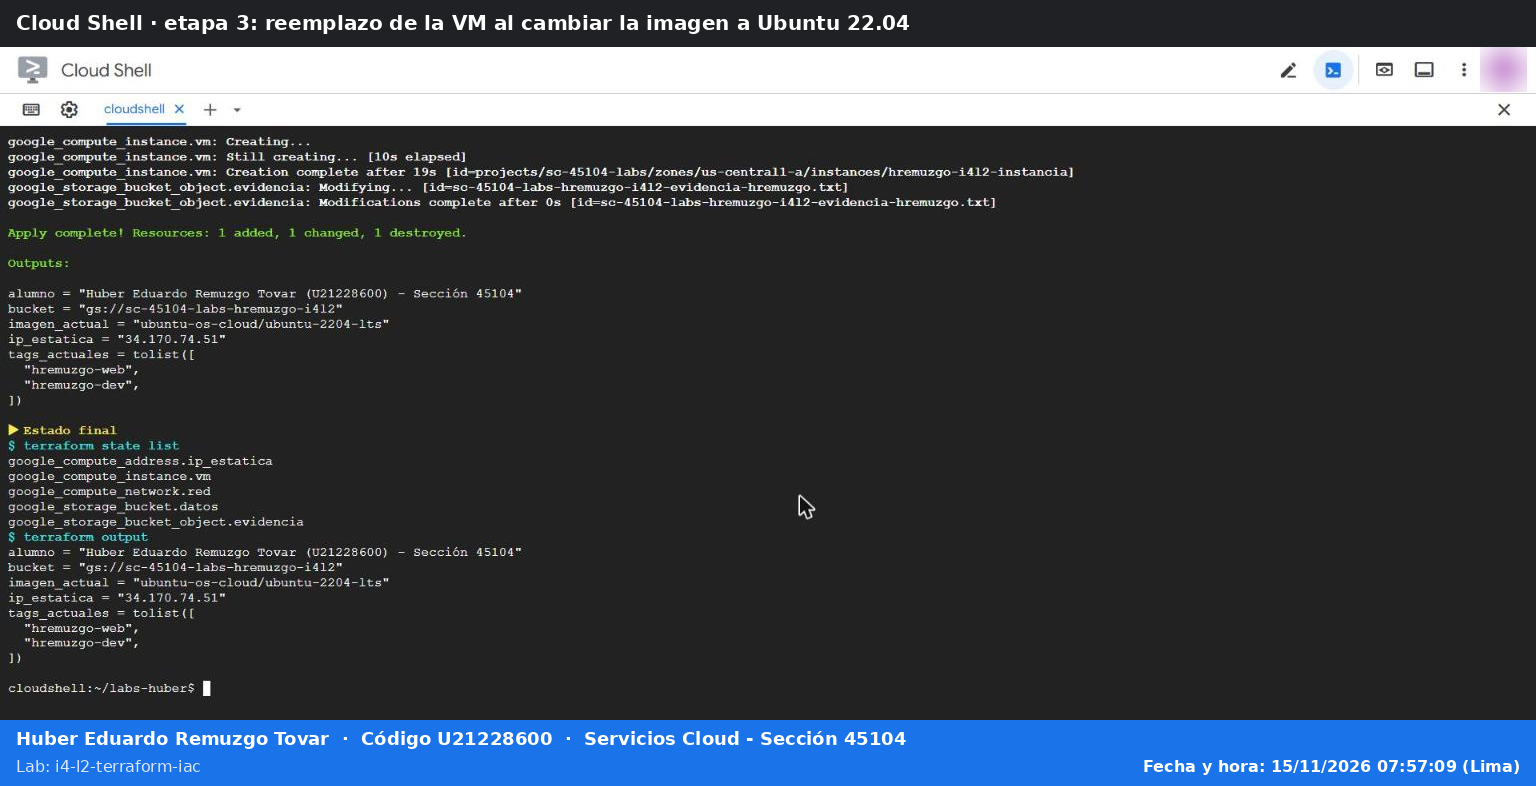 Cloud Shell · etapa 3: reemplazo de la VM al cambiar la imagen a Ubuntu 22.04
Cloud Shell
cloudshell
google_compute_instance.vm: Creating...
google_compute_instance.vm: Still creating... [10s elapsed]
google_compute_instance.vm: Creation complete after 19s [id=projects/sc-45104-labs/zones/us-central1-a/instances/hremuzgo-i4l2-instancia]
google_storage_bucket_object.evidencia: Modifying... [id=sc-45104-labs-hremuzgo-i4l2-evidencia-hremuzgo.txt]
google_storage_bucket_object.evidencia: Modifications complete after 0s [id=sc-45104-labs-hremuzgo-i4l2-evidencia-hremuzgo.txt]
Apply complete! Resources: 1 added, 1 changed, 1 destroyed.
Outputs:
alumno = "Huber Eduardo Remuzgo Tovar (U21228600) - Sección 45104"
bucket = "gs://sc-45104-labs-hremuzgo-i4l2"
imagen_actual = "ubuntu-os-cloud/ubuntu-2204-lts"
ip_estatica = "34.170.74.51"
tags_actuales = tolist([
"hremuzgo-web",
"hremuzgo-dev",
])
▶ Estado final
$ terraform state list
google_compute_address.ip_estatica
google_compute_instance.vm
google_compute_network.red
google_storage_bucket.datos
google_storage_bucket_object.evidencia
$ terraform output
alumno = "Huber Eduardo Remuzgo Tovar (U21228600) - Sección 45104"
bucket = "gs://sc-45104-labs-hremuzgo-i4l2"
imagen_actual = "ubuntu-os-cloud/ubuntu-2204-lts"
ip_estatica = "34.170.74.51"
tags_actuales = tolist([
"hremuzgo-web",
"hremuzgo-dev",
])
cloudshell:~/labs-huber$
Huber Eduardo Remuzgo Tovar · Código U21228600 · Servicios Cloud - Sección 45104
Lab: i4-l2-terraform-iac
Fecha y hora: 15/11/2026 07:57:09 (Lima)